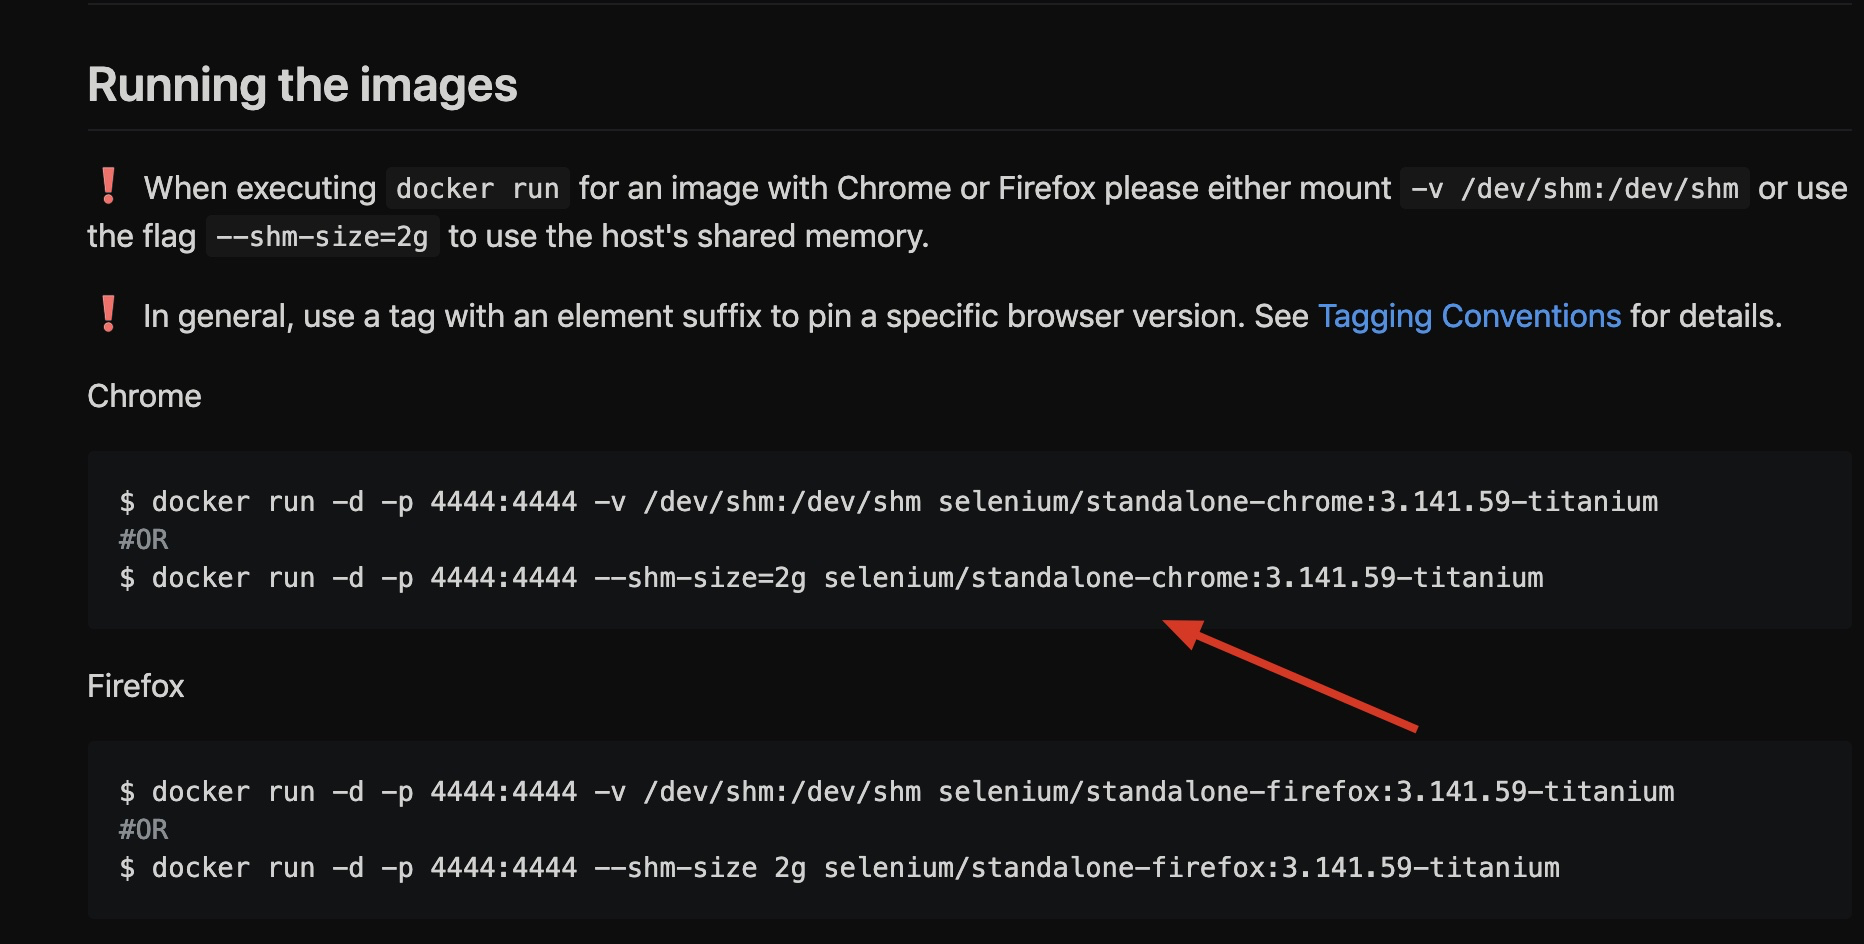 Running the images
❗ When executing docker run for an image with Chrome or Firefox please either mount -v /dev/shm:/dev/shm or use
the flag --shm-size=2g to use the host's shared memory.
❗ In general, use a tag with an element suffix to pin a specific browser version. See Tagging Conventions for details.
Chrome
$ docker run -d -p 4444:4444 -v /dev/shm:/dev/shm selenium/standalone-chrome:3.141.59-titanium
#OR
$ docker run -d -p 4444:4444 --shm-size=2g selenium/standalone-chrome:3.141.59-titanium
Firefox
$ docker run -d -p 4444:4444 -v /dev/shm:/dev/shm selenium/standalone-firefox:3.141.59-titanium
#OR
$ docker run -d -p 4444:4444 --shm-size 2g selenium/standalone-firefox:3.141.59-titanium